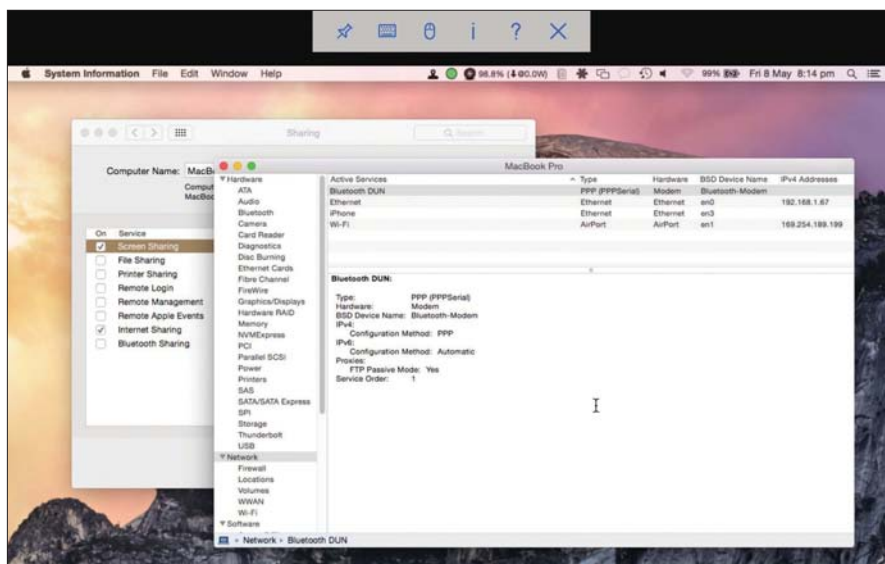 System Information File Edit Window Help 98.8% 99% Fri 8 May 8:14 pm
Sharing
MacBook Pro
Computer Name: MacB
Comput
MacBoo
On Service
Screen Sharing
File Sharing
Printer Sharing
Remote Login
Remote Management
Remote Apple Events
Internet Sharing
Bluetooth Sharing
Hardware
ATA
Audio
Bluetooth
Camera
Card Reader
Diagnostics
Disc Burning
Ethernet Cards
Fibre Channel
FireWire
Graphics/Displays
Hardware RAID
Memory
NVMExpress
PCI
Parallel SCSI
Power
Printers
SAS
SATA/SATA Express
SPI
Storage
Thunderbolt
USB
Network
Firewall
Locations
Volumes
WWAN
Wi-Fi
Software
Active Services Type Hardware BSD Device Name IPv4 Addresses
Bluetooth DUN PPP (PPPSerial) Modem Bluetooth-Modem
Ethernet Ethernet Ethernet en0 192.168.1.67
iPhone Ethernet Ethernet en3
Wi-Fi AirPort AirPort en1 169.254.189.199
Bluetooth DUN:
Type: PPP (PPPSerial)
Hardware: Modem
BSD Device Name: Bluetooth-Modem
IPv4:
Configuration Method: PPP
IPv6:
Configuration Method: Automatic
Proxies:
FTP Passive Mode: Yes
Service Order: 1
Network Bluetooth DUN